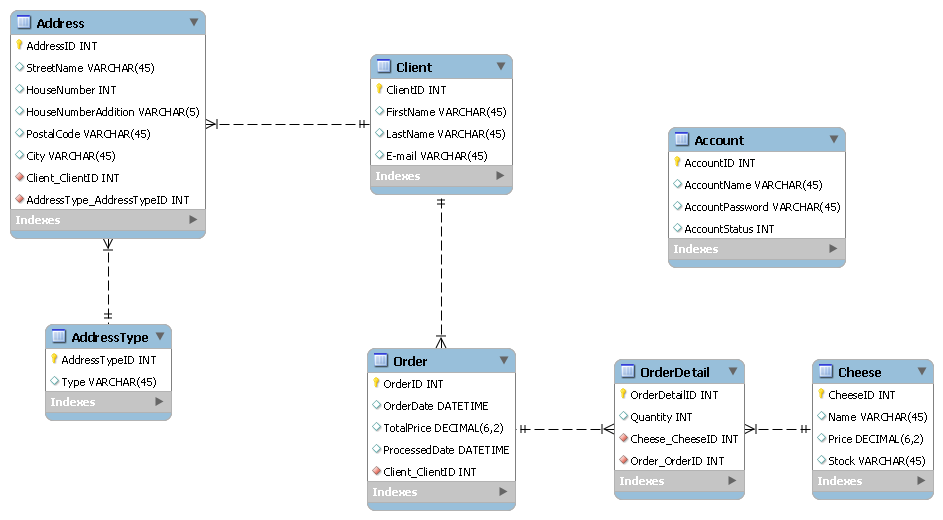 Address
AddressID INT
StreetName VARCHAR(45)
HouseNumber INT
HouseNumberAddition VARCHAR(5)
PostalCode VARCHAR(45)
City VARCHAR(45)
Client_ClientID INT
AddressType_AddressTypeID INT
Indexes
Client
ClientID INT
FirstName VARCHAR(45)
LastName VARCHAR(45)
E-mail VARCHAR(45)
Indexes
Account
AccountID INT
AccountName VARCHAR(45)
AccountPassword VARCHAR(45)
AccountStatus INT
Indexes
AddressType
AddressTypeID INT
Type VARCHAR(45)
Indexes
Order
OrderID INT
OrderDate DATETIME
TotalPrice DECIMAL(6,2)
ProcessedDate DATETIME
Client_ClientID INT
Indexes
OrderDetail
OrderDetailID INT
Quantity INT
Cheese_CheeseID INT
Order_OrderID INT
Indexes
Cheese
CheeseID INT
Name VARCHAR(45)
Price DECIMAL(6,2)
Stock VARCHAR(45)
Indexes